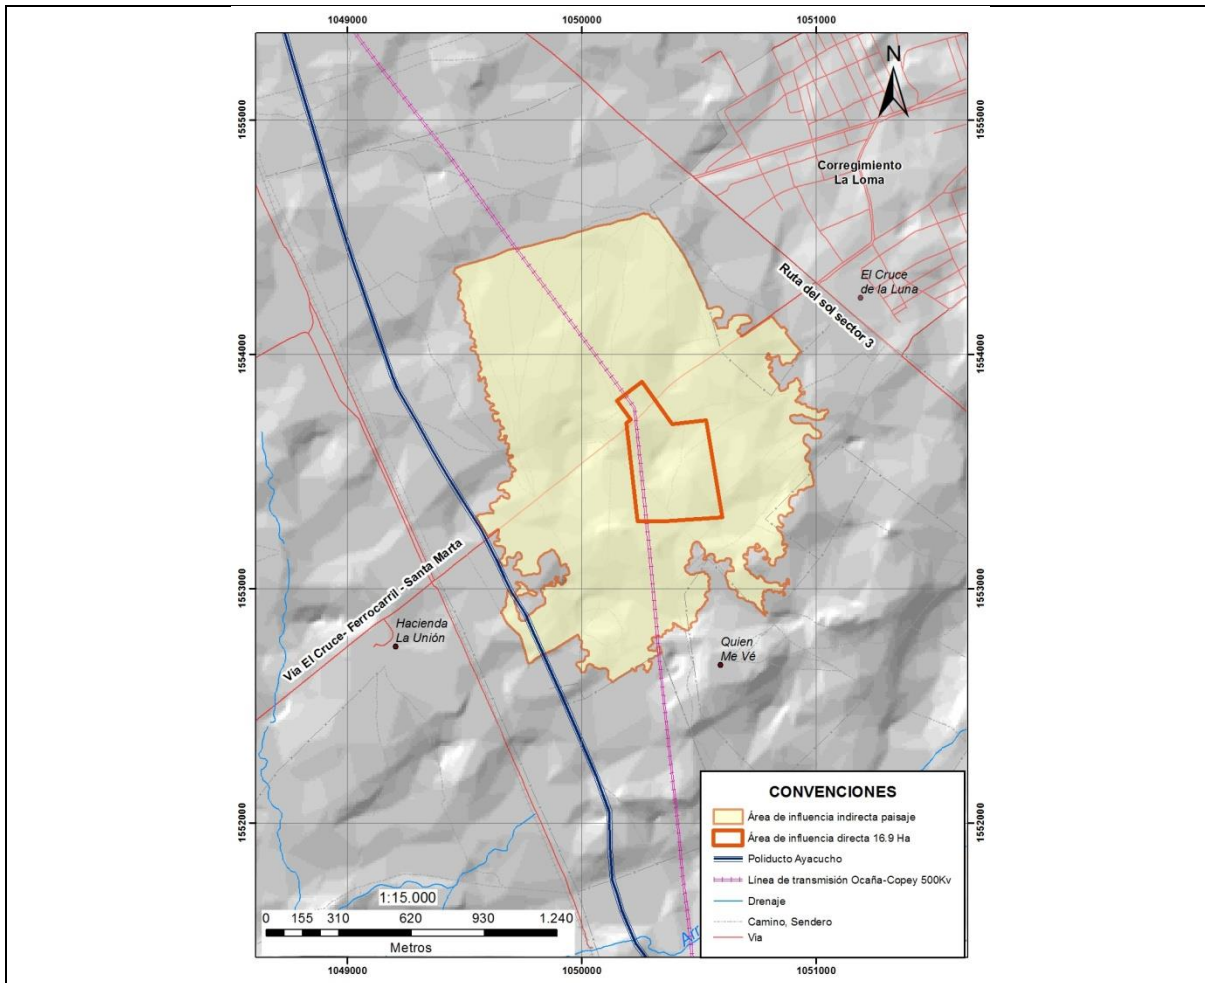 1049000
1050000
1051000
N
1555000
1555000
Corregimiento
La Loma
El Cruce
de la Luna
Ruta del sol sector 3
1554000
1554000
1553000
1553000
Vía El Cruce- Ferrocarril - Santa Marta
Hacienda
La Unión
Quien
Me Vé
1552000
1552000
CONVENCIONES
Área de influencia indirecta paisaje
Área de influencia directa 16.9 Ha
Poliducto Ayacucho
Línea de transmisión Ocaña-Copey 500Kv
Drenaje
Camino, Sendero
Via
1:15.000
0 155 310 620 930 1.240
Metros
1049000
1050000
1051000